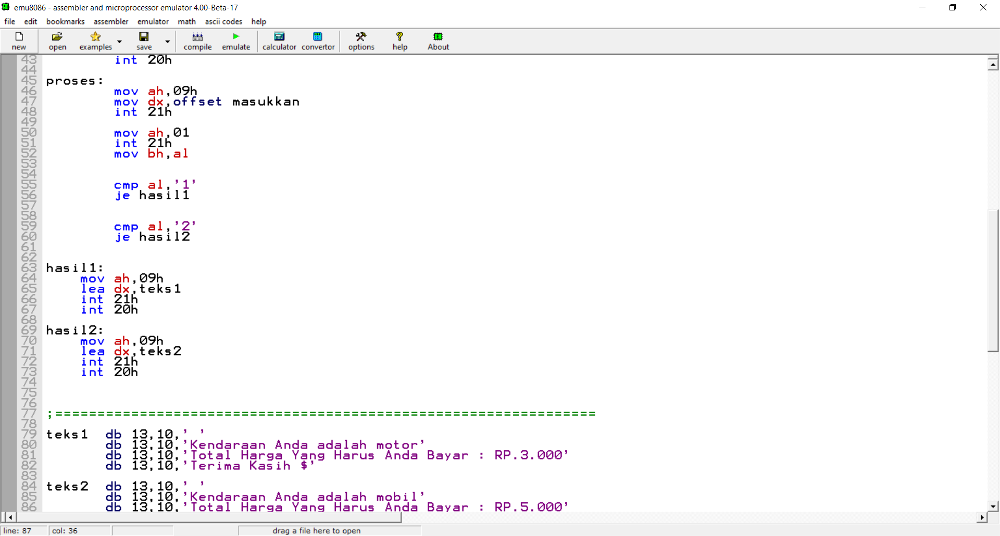 emu8086 - assembler and microprocessor emulator 4.00-Beta-17
file edit bookmarks assembler emulator math ascii codes help
new open examples save compile emulate calculator convertor options help About
43 int 20h
44
45 proses:
46 mov ah,09h
47 mov dx,offset masukkan
48 int 21h
49
50 mov ah,01
51 int 21h
52 mov bh,al
53
54
55 cmp al,'1'
56 je hasil1
57
58
59 cmp al,'2'
60 je hasil2
61
62
63 hasil1:
64 mov ah,09h
65 lea dx,teks1
66 int 21h
67 int 20h
68
69 hasil2:
70 mov ah,09h
71 lea dx,teks2
72 int 21h
73 int 20h
74
75
76
77 ;================================================================
78
79 teks1 db 13,10,' '
80 db 13,10,'Kendaraan Anda adalah motor'
81 db 13,10,'Total Harga Yang Harus Anda Bayar : RP.3.000'
82 db 13,10,'Terima Kasih $'
83
84 teks2 db 13,10,' '
85 db 13,10,'Kendaraan Anda adalah mobil'
86 db 13,10,'Total Harga Yang Harus Anda Bayar : RP.5.000'
line: 87 col: 36 drag a file here to open